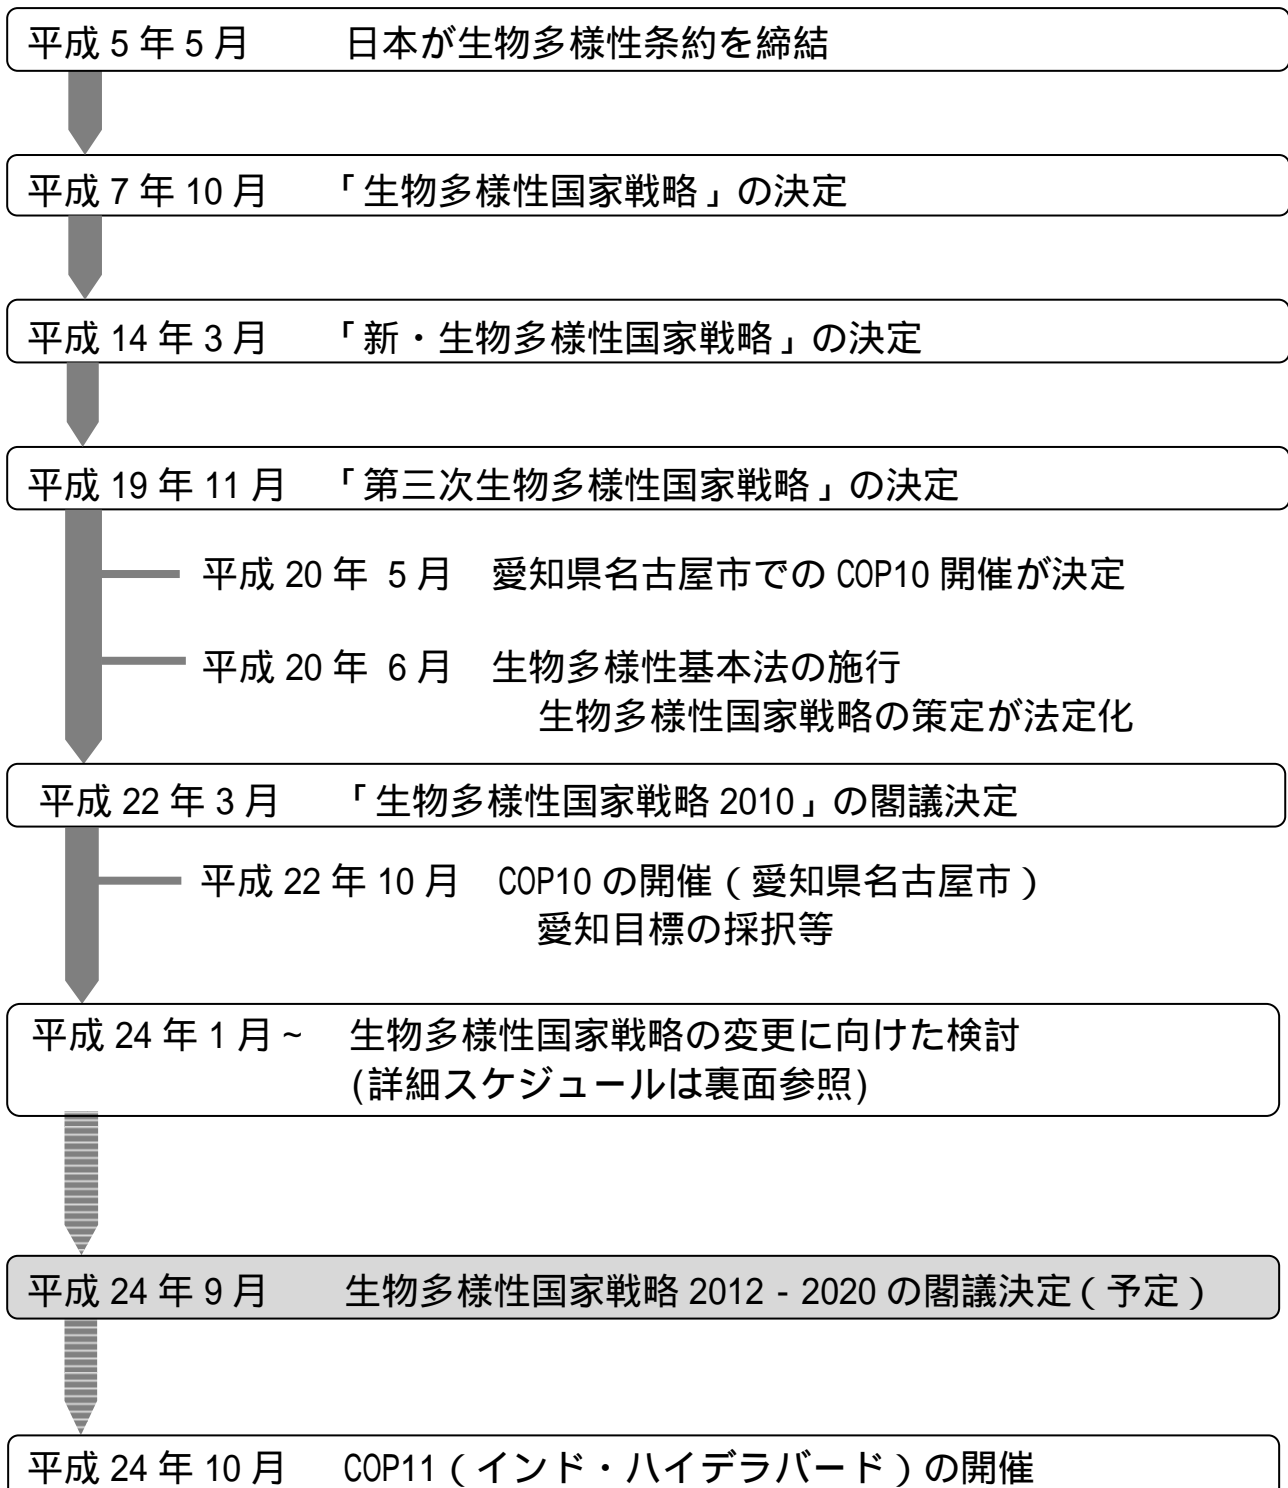 平成 5 年 5 月　　日本が生物多様性条約を締結
平成 7 年 10 月　「生物多様性国家戦略」の決定
平成 14 年 3 月　「新・生物多様性国家戦略」の決定
平成 19 年 11 月　「第三次生物多様性国家戦略」の決定
平成 20 年 5 月　愛知県名古屋市での COP10 開催が決定
平成 20 年 6 月　生物多様性基本法の施行
生物多様性国家戦略の策定が法定化
平成 22 年 3 月　「生物多様性国家戦略 2010」の閣議決定
平成 22 年 10 月　COP10 の開催（愛知県名古屋市）
愛知目標の採択等
平成 24 年 1 月 ~　生物多様性国家戦略の変更に向けた検討
(詳細スケジュールは裏面参照)
平成 24 年 9 月　　生物多様性国家戦略 2012 - 2020 の閣議決定（予定）
平成 24 年 10 月　COP11（インド・ハイデラバード）の開催